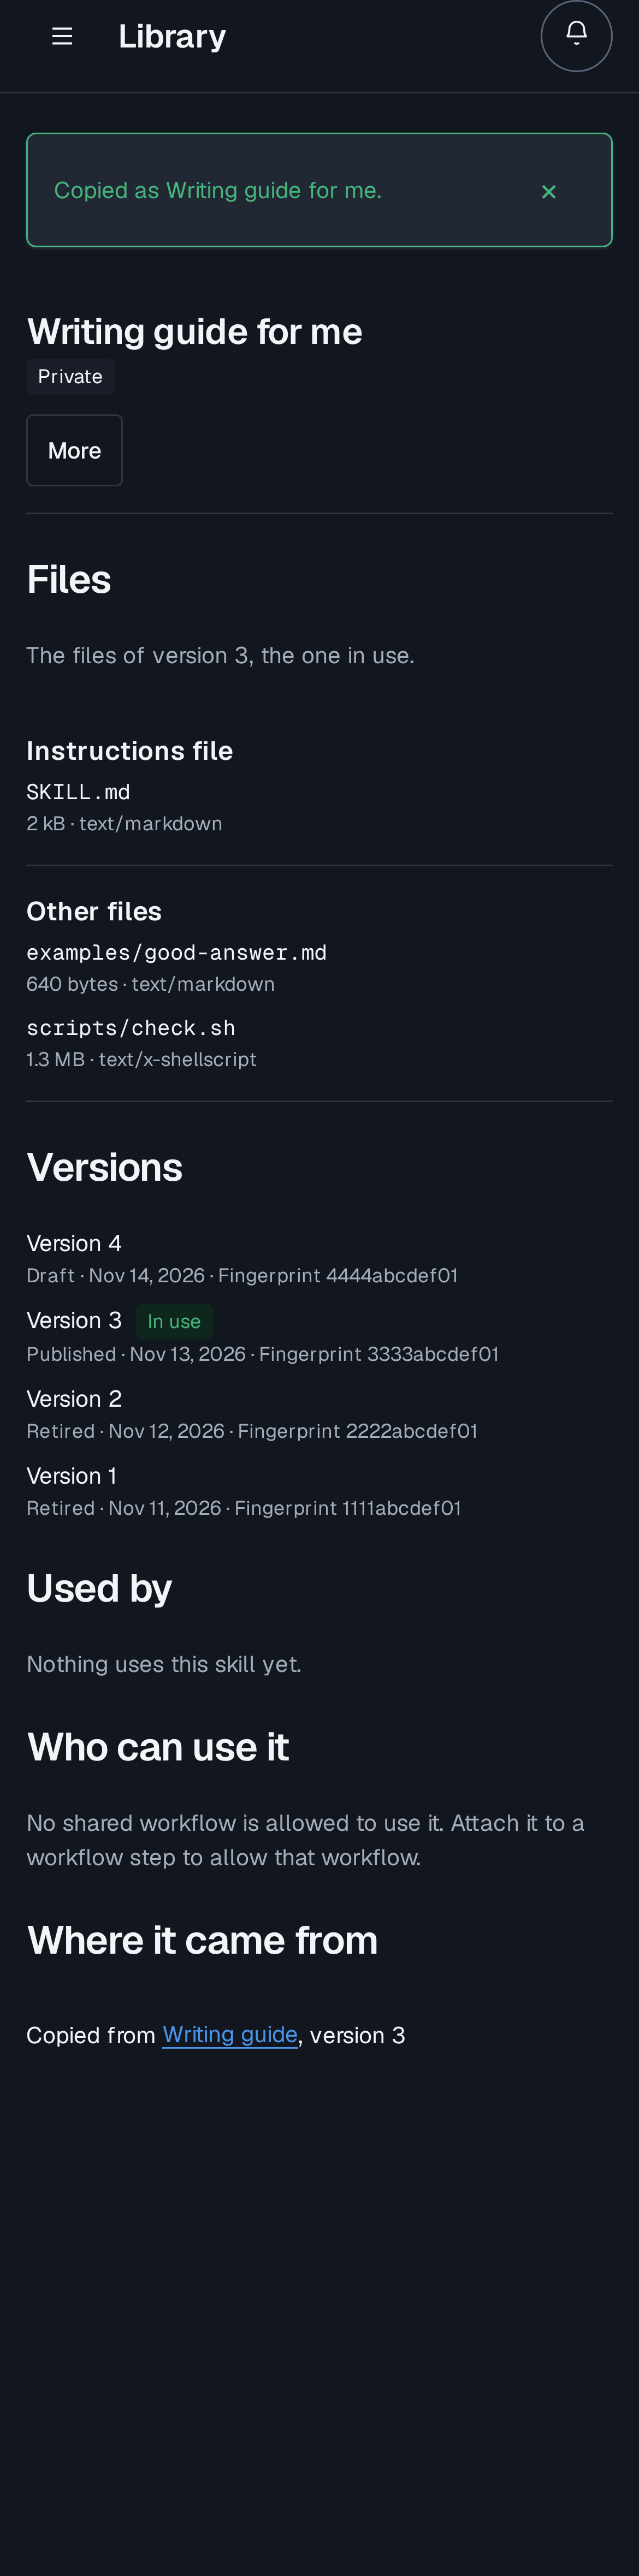 Library
Copied as Writing guide for me.
Writing guide for me
Private
More
Files
The files of version 3, the one in use.
Instructions file
SKILL.md
2 kB · text/markdown
Other files
examples/good-answer.md
640 bytes · text/markdown
scripts/check.sh
1.3 MB · text/x-shellscript
Versions
Version 4
Draft · Nov 14, 2026 · Fingerprint 4444abcdef01
Version 3 In use
Published · Nov 13, 2026 · Fingerprint 3333abcdef01
Version 2
Retired · Nov 12, 2026 · Fingerprint 2222abcdef01
Version 1
Retired · Nov 11, 2026 · Fingerprint 1111abcdef01
Used by
Nothing uses this skill yet.
Who can use it
No shared workflow is allowed to use it. Attach it to a
workflow step to allow that workflow.
Where it came from
Copied from Writing guide, version 3